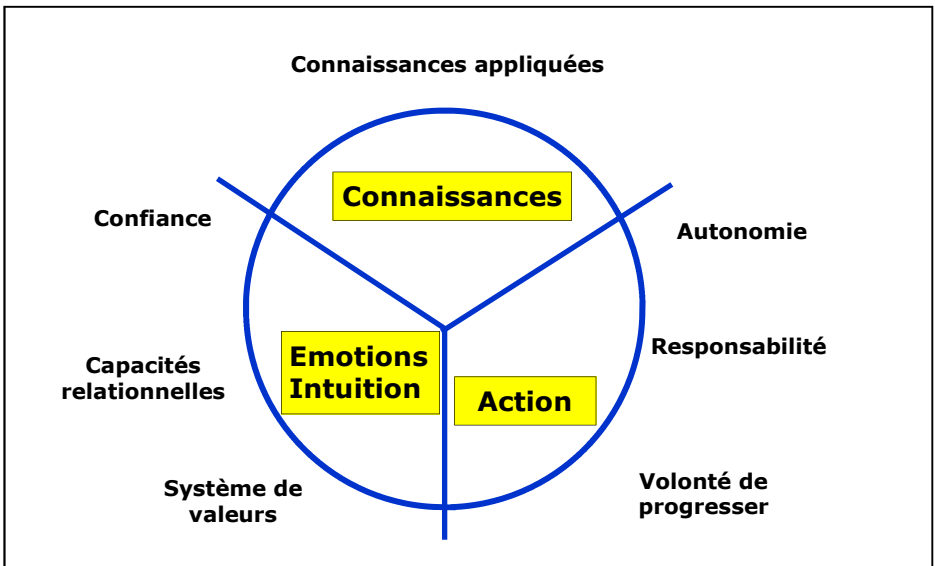 Connaissances appliquées
Connaissances
Confiance
Autonomie
Emotions
Intuition
Responsabilité
Capacités
relationnelles
Action
Système de
valeurs
Volonté de
progresser